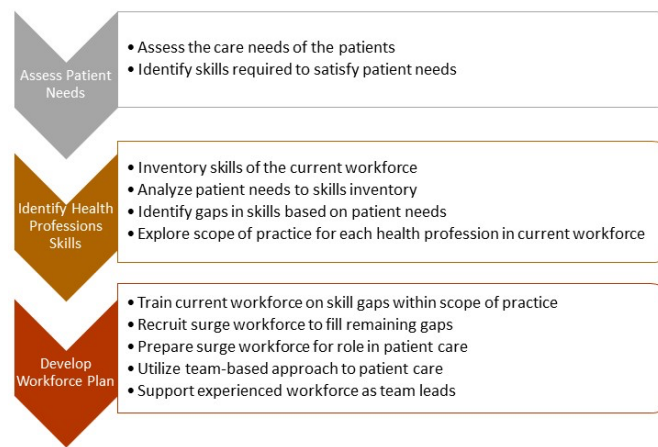 Assess Patient
Needs
• Assess the care needs of the patients
• Identify skills required to satisfy patient needs
Identify Health
Professions
Skills
• Inventory skills of the current workforce
• Analyze patient needs to skills inventory
• Identify gaps in skills based on patient needs
• Explore scope of practice for each health profession in current workforce
Develop
Workforce Plan
• Train current workforce on skill gaps within scope of practice
• Recruit surge workforce to fill remaining gaps
• Prepare surge workforce for role in patient care
• Utilize team-based approach to patient care
• Support experienced workforce as team leads